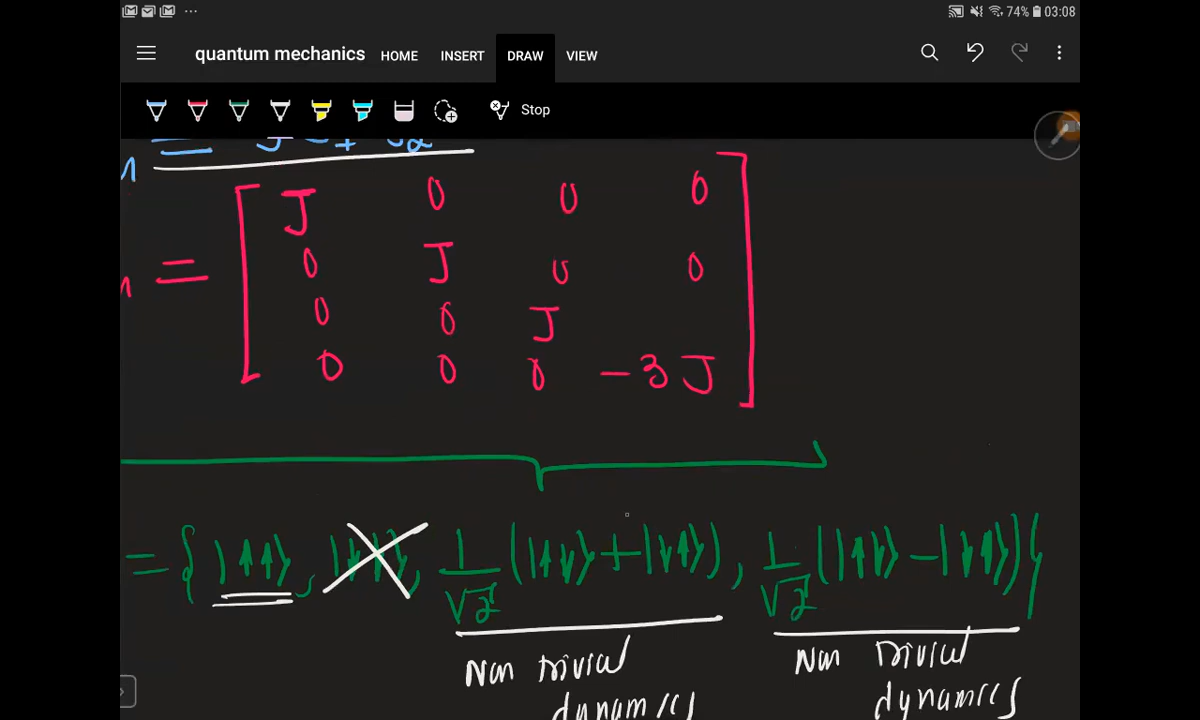 74% 03:08
quantum mechanics HOME INSERT DRAW VIEW
Stop
J 0 0 0
= 0 J 0 0
0 0 J
0 0 0 -3J
= { |↑↑⟩, |↓↓⟩, 1/√2 (|↑↓⟩+|↓↑⟩), 1/√2 (|↑↓⟩-|↓↑⟩) }
Non Trivial Non Trivial
dynamics dynamics